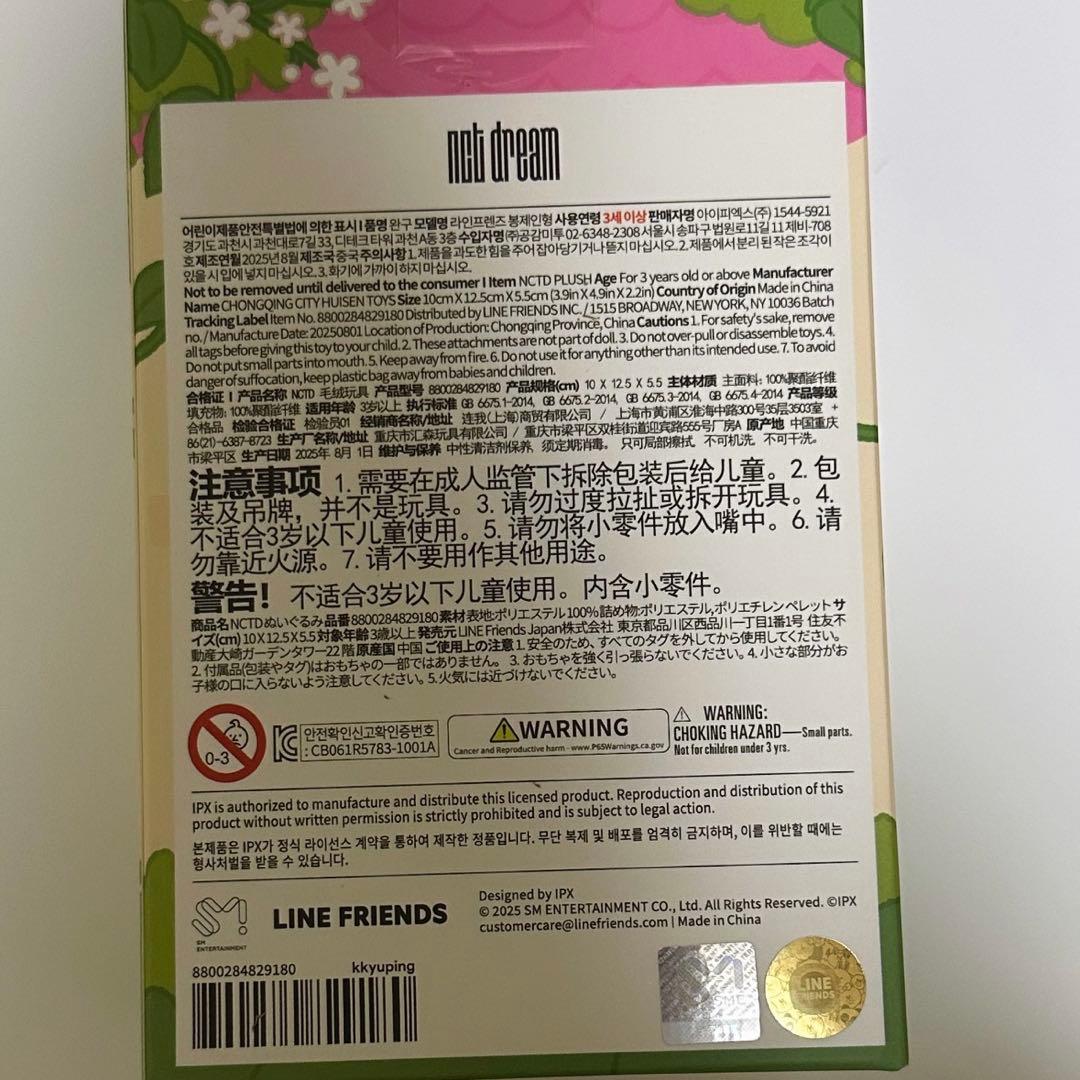 nct dream
어린이제품안전특별법에 의한 표시 I 품명 완구 모델명 라인프렌즈 봉제인형 사용연령 3세 이상 판매자명 아이피엑스(주) 1544-5921
경기도 과천시 과천대로7길 33, 디테크타워 과천 A동 3층 수입자명 (주)공감미투 02-6348-2308 서울시 송파구 법원로11길 11 제비-708
호 제조연월 2025년 8월 제조국 중국 주의사항 1. 제품을 과도한 힘을 주어 잡아당기거나 뜯지 마십시오. 2. 제품에서 분리 된 작은 조각이
있을 시 입에 넣지 마십시오. 3. 화기에 가까이 하지 마십시오.
Not to be removed until delivered to the consumer I Item NCTD PLUSH Age For 3 years old or above Manufacturer
Name CHONGQING CITY HUISEN TOYS Size 10cm X 12.5cm X 5.5cm (3.9in X 4.9in X 2.2in) Country of Origin Made in China
Tracking Label Item No. 8800284829180 Distributed by LINE FRIENDS INC. / 1515 BROADWAY, NEW YORK, NY 10036 Batch
no. / Manufacture Date: 20250801 Location of Production: Chongqing Province, China Cautions 1. For safety's sake, remove
all tags before giving this toy to your child. 2. These attachments are not part of doll. 3. Do not over-pull or disassemble toys. 4.
Do not put small parts into mouth. 5. Keep away from fire. 6. Do not use it for anything other than its intended use. 7. To avoid
danger of suffocation, keep plastic bag away from babies and children.
合格证 I 产品名称 NCTD 毛绒玩具 产品型号 8800284829180 产品规格(cm) 10 X 12.5 X 5.5 主体材质 主面料: 100%聚酯纤维
填充物: 100%聚酯纤维 适用年龄 3岁以上 执行标准 GB 6675.1-2014, GB 6675.2-2014, GB 6675.3-2014, GB 6675.4-2014 产品等级
合格品 检验合格证 检验员01 经销商名称/地址 连我(上海)商贸有限公司 / 上海市黄浦区淮海中路300号35层3503室 +
86(21)-6387-8723 生产厂名称/地址 重庆市汇森玩具有限公司 / 重庆市梁平区双桂街道迎宾路555号厂房A 原产地 中国重庆
市梁平区 生产日期 2025年 8月 1日 维护与保养 中性清洁剂保养, 须定期消毒。 只可局部擦拭, 不可机洗, 不可干洗。
注意事项 1. 需要在成人监管下拆除包装后给儿童。2. 包
装及吊牌，并不是玩具。3. 请勿过度拉扯或拆开玩具。4.
不适合3岁以下儿童使用。5. 请勿将小零件放入嘴中。6. 请
勿靠近火源。7. 请不要用作其他用途。
警告! 不适合3岁以下儿童使用。内含小零件。
商品名 NCTD ぬいぐるみ 品番 8800284829180 素材 表地:ポリエステル 100% 詰め物:ポリエステル,ポリエチレンペレット サ
イズ(cm) 10 X 12.5 X 5.5 対象年齢 3歳以上 発売元 LINE Friends Japan株式会社 東京都品川区西品川一丁目1番1号 住友不
動産大崎ガーデンタワー22 階 原産国 中国 ご使用上の注意 1. 安全のため、すべてのタグを外してから使用してください。
2. 付属品(包装やタグ)はおもちゃの一部ではありません。 3. おもちゃを強く引っ張らないでください。 4. 小さな部分がお
子様の口に入らないよう注意してください。 5. 火気には近づけないでください。
0-3
KC 안전확인신고확인증번호
: CB061R5783-1001A
WARNING
Cancer and Reproductive harm - www.P65Warnings.ca.gov
WARNING:
CHOKING HAZARD—Small parts.
Not for children under 3 yrs.
IPX is authorized to manufacture and distribute this licensed product. Reproduction and distribution of this
product without written permission is strictly prohibited and is subject to legal action.
본제품은 IPX가 정식 라이선스 계약을 통하여 제작한 정품입니다. 무단 복제 및 배포를 엄격히 금지하며, 이를 위반할 때에는
형사처벌을 받을 수 있습니다.
SM
SM ENTERTAINMENT
LINE FRIENDS
Designed by IPX
© 2025 SM ENTERTAINMENT CO., Ltd. All Rights Reserved. ©IPX
customercare@linefriends.com | Made in China
8800284829180
kkyuping
SM
LINE FRIENDS